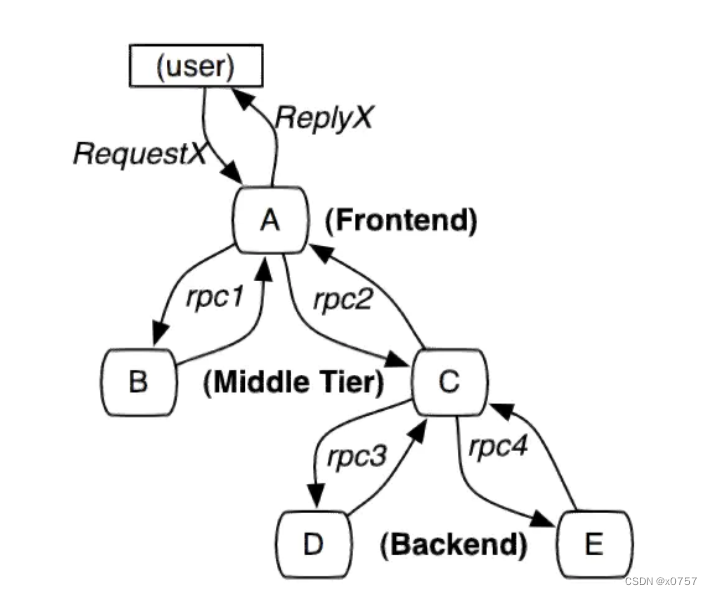 (user)
ReplyX
RequestX
A (Frontend)
rpc1 rpc2
B (Middle Tier) C
rpc3 rpc4
D (Backend) E
CSDN @x0757